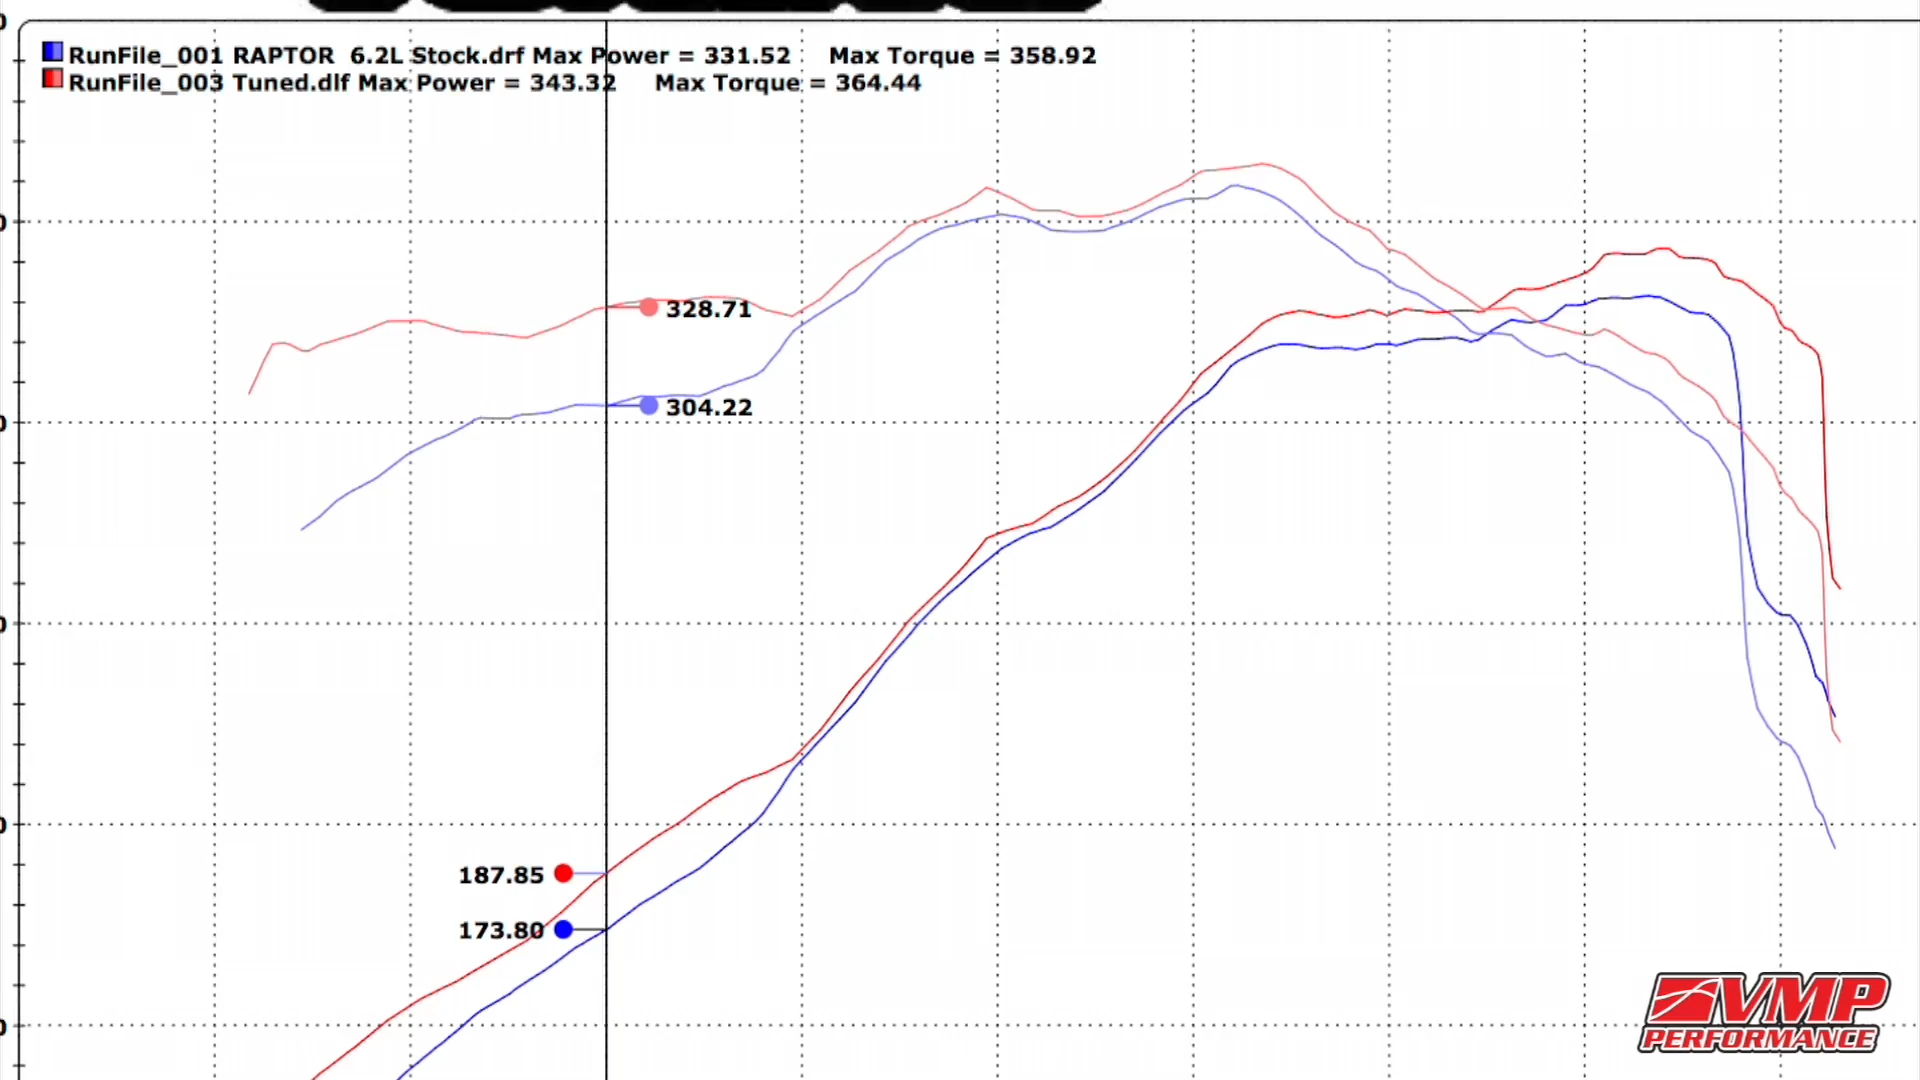 RunFile_001 RAPTOR 6.2L Stock.drf Max Power = 331.52 Max Torque = 358.92
RunFile_003 Tuned.dlf Max Power = 343.32 Max Torque = 364.44
328.71
304.22
187.85
173.80
VMP
PERFORMANCE